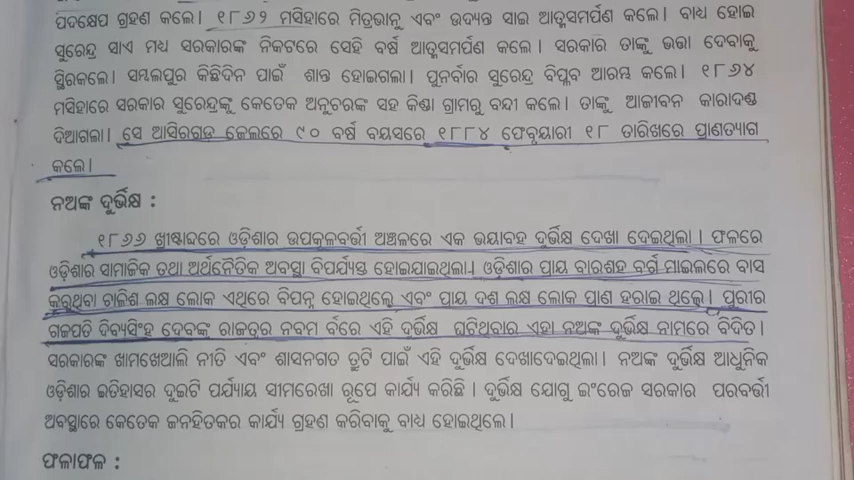 ପଦକ୍ଷେପ ଗ୍ରହଣ କଲେ। ୧୮୬୨ ମସିହାରେ ମିତ୍ରଭାନୁ ଏବଂ ଉଦ୍ୟନ୍ତ ସାଇ ଆତ୍ମସମର୍ପଣ କଲେ। ବାଧ୍ୟ ହୋଇ
ସୁରେନ୍ଦ୍ର ସାଏ ମଧ୍ୟ ସରକାରଙ୍କ ନିକଟରେ ସେହି ବର୍ଷ ଆତ୍ମସମର୍ପଣ କଲେ। ସରକାର ତାଙ୍କୁ ଭତ୍ତା ଦେବାକୁ
ସ୍ଥିରକଲେ। ସମ୍ବଲପୁର କିଛିଦିନ ପାଇଁ ଶାନ୍ତ ହୋଇଗଲା। ପୁନର୍ବାର ସୁରେନ୍ଦ୍ର ବିପ୍ଳବ ଆରମ୍ଭ କଲେ। ୧୮୬୪
ମସିହାରେ ସରକାର ସୁରେନ୍ଦ୍ରଙ୍କୁ କେତେକ ଅନୁଚରଙ୍କ ସହ କିଣ୍ଡା ଗ୍ରାମରୁ ବନ୍ଦୀ କଲେ। ତାଙ୍କୁ ଆଜୀବନ କାରାଦଣ୍ଡ
ଦିଆଗଲା। ସେ ଆସିରଗଡ଼ ଜେଲରେ ୯୦ ବର୍ଷ ବୟସରେ ୧୮୮୪ ଫେବୃୟାରୀ ୧୮ ତାରିଖରେ ପ୍ରାଣତ୍ୟାଗ
କଲେ।
ନଅଙ୍କ ଦୁର୍ଭିକ୍ଷ :
୧୮୬୬ ଖ୍ରୀଷ୍ଟାବ୍ଦରେ ଓଡ଼ିଶାର ଉପକୂଳବର୍ତ୍ତୀ ଅଞ୍ଚଳରେ ଏକ ଭୟାବହ ଦୁର୍ଭିକ୍ଷ ଦେଖା ଦେଇଥିଲା। ଫଳରେ
ଓଡ଼ିଶାର ସାମାଜିକ ତଥା ଅର୍ଥନୈତିକ ଅବସ୍ଥା ବିପର୍ଯ୍ୟସ୍ତ ହୋଇଯାଇଥିଲା। ଓଡ଼ିଶାର ପ୍ରାୟ ବାରଶହ ବର୍ଗ ମାଇଲରେ ବାସ
କରୁଥିବା ଚାଳିଶ ଲକ୍ଷ ଲୋକ ଏଥିରେ ବିପନ୍ନ ହୋଇଥିଲେ ଏବଂ ପ୍ରାୟ ଦଶ ଲକ୍ଷ ଲୋକ ପାଣ ହରାଇ ଥିଲେ। ପୁରୀର
ଗଜପତି ଦିବ୍ୟସିଂହ ଦେବଙ୍କ ରାଜତ୍ୱର ନବମ ର୍ବରେ ଏହି ଦୁର୍ଭିକ୍ଷ ଘଟିଥିବାର ଏହା ନଅଙ୍କ ଦୁର୍ଭିକ୍ଷ ନାମରେ ବିଦିତ।
ସରକାରଙ୍କ ଖାମଖେଆଲି ନୀତି ଏବଂ ଶାସନଗତ ତ୍ରୁଟି ପାଇଁ ଏହି ଦୁର୍ଭିକ୍ଷ ଦେଖାଦେଇଥିଲା। ନଅଙ୍କ ଦୁର୍ଭିକ୍ଷ ଆଧୁନିକ
ଓଡ଼ିଶାର ଇତିହାସର ଦୁଇଟି ପର୍ଯ୍ୟାୟ ସୀମରେଖା ରୂପେ କାର୍ଯ୍ୟ କରିଛି। ଦୁର୍ଭିକ୍ଷ ଯୋଗୁ ଇଂରେଜ ସରକାର ପରବର୍ତ୍ତୀ
ଅବସ୍ଥାରେ କେତେକ ଜନହିତକର କାର୍ଯ୍ୟ ଗ୍ରହଣ କରିବାକୁ ବାଧ୍ୟ ହୋଇଥିଲେ।
ଫଳାଫଳ :